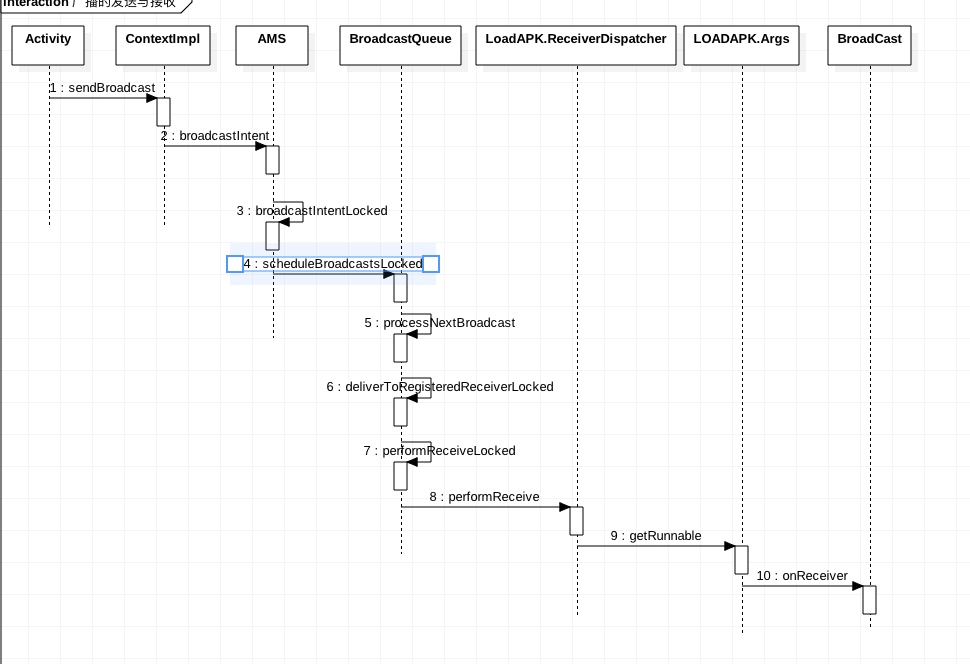 Interaction 广播的发送与接收
Activity
ContextImpl
AMS
BroadcastQueue
LoadAPK.ReceiverDispatcher
LOADAPK.Args
BroadCast
1 : sendBroadcast
2 : broadcastIntent
3 : broadcastIntentLocked
4 : scheduleBroadcastsLocked
5 : processNextBroadcast
6 : deliverToRegisteredReceiverLocked
7 : performReceiveLocked
8 : performReceive
9 : getRunnable
10 : onReceiver